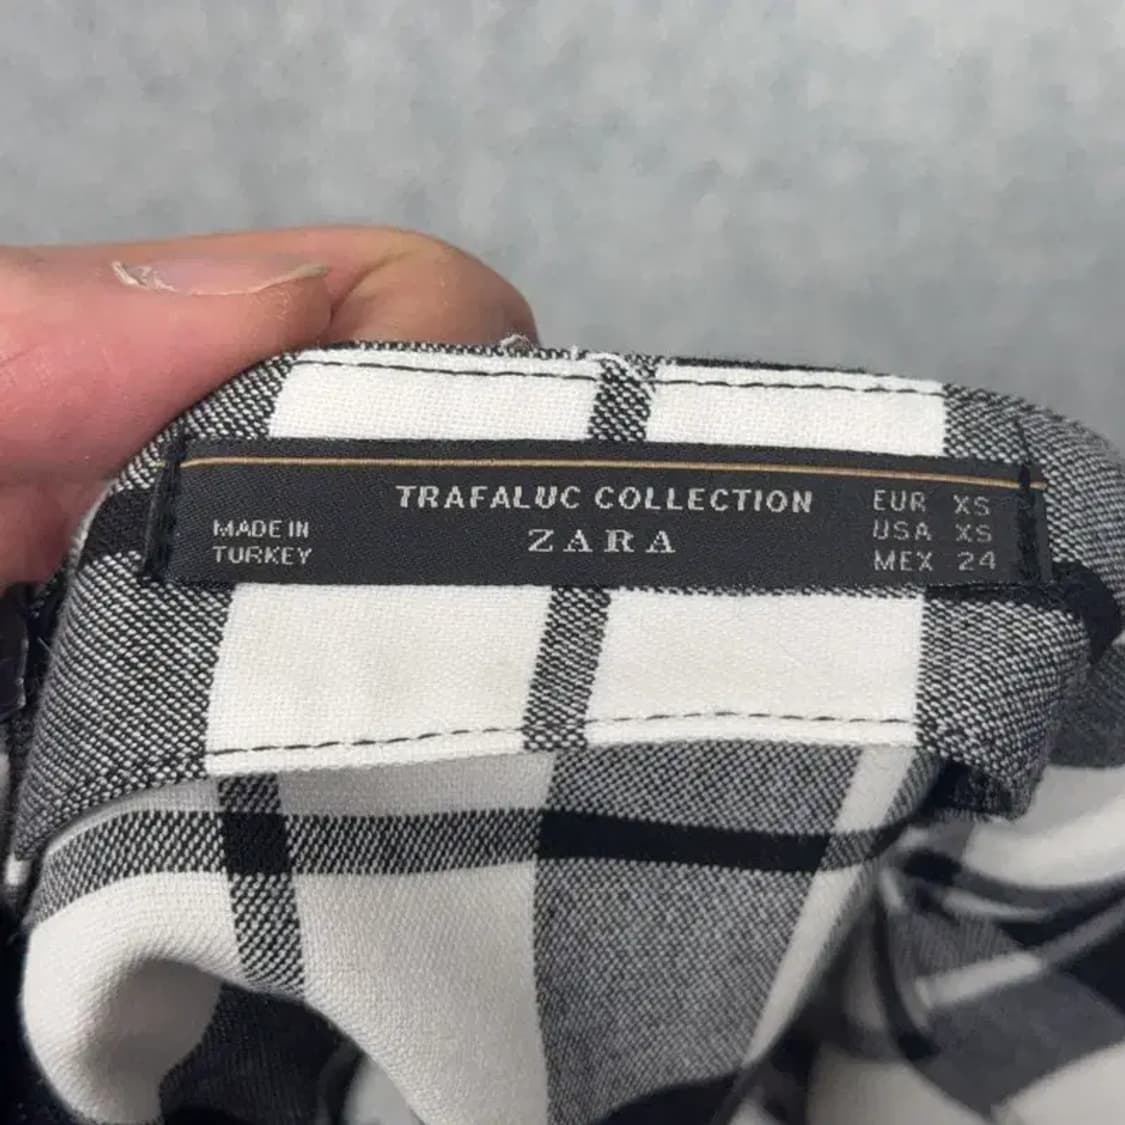 TRAFALUC COLLECTION
ZARA
MADE IN
TURKEY
EUR XS
USA XS
MEX 24